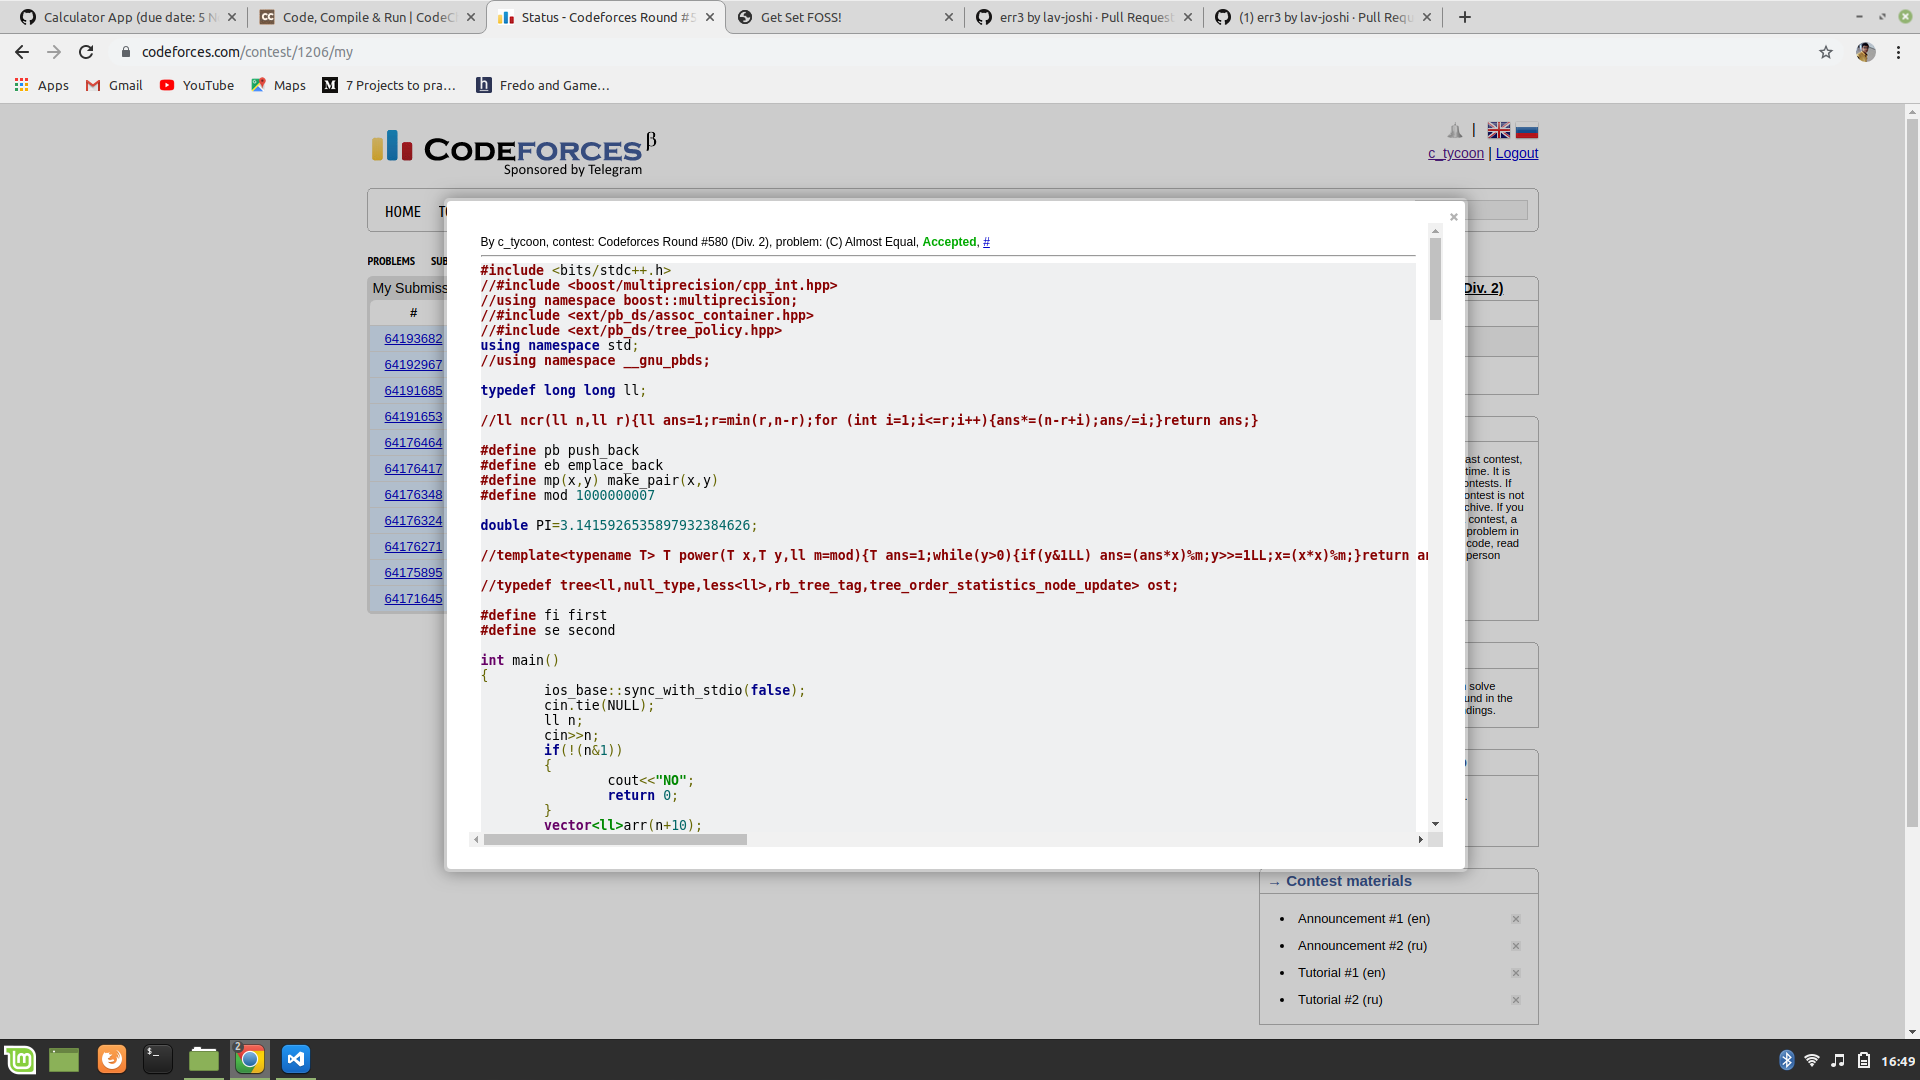 Calculator App (due date: 5 N
Code, Compile & Run | CodeC
Status - Codeforces Round #5
Get Set FOSS!
err3 by lav-joshi · Pull Request
(1) err3 by lav-joshi · Pull Requ
codeforces.com/contest/1206/my
Apps
Gmail
YouTube
Maps
7 Projects to pra…
Fredo and Game…
CODEFORCES β
Sponsored by Telegram
c_tycoon | Logout
HOME
PROBLEMS SUB
My Submiss
#
64193682
64192967
64191685
64191653
64176464
64176417
64176348
64176324
64176271
64175895
64171645
By c_tycoon, contest: Codeforces Round #580 (Div. 2), problem: (C) Almost Equal, Accepted, #
#include <bits/stdc++.h>
//#include <boost/multiprecision/cpp_int.hpp>
//using namespace boost::multiprecision;
//#include <ext/pb_ds/assoc_container.hpp>
//#include <ext/pb_ds/tree_policy.hpp>
using namespace std;
//using namespace __gnu_pbds;
typedef long long ll;
//ll ncr(ll n,ll r){ll ans=1;r=min(r,n-r);for (int i=1;i<=r;i++){ans*=(n-r+i);ans/=i;}return ans;}
#define pb push_back
#define eb emplace_back
#define mp(x,y) make_pair(x,y)
#define mod 1000000007
double PI=3.1415926535897932384626;
//template<typename T> T power(T x,T y,ll m=mod){T ans=1;while(y>0){if(y&1LL) ans=(ans*x)%m;y>>=1LL;x=(x*x)%m;}return an
//typedef tree<ll,null_type,less<ll>,rb_tree_tag,tree_order_statistics_node_update> ost;
#define fi first
#define se second
int main()
{
ios_base::sync_with_stdio(false);
cin.tie(NULL);
ll n;
cin>>n;
if(!(n&1))
{
cout<<"NO";
return 0;
}
vector<ll>arr(n+10);
Div. 2)
ast contest,
time. It is
ontests. If
ontest is not
chive. If you
contest, a
problem in
code, read
person
solve
und in the
dings.
→ Contest materials
Announcement #1 (en)
Announcement #2 (ru)
Tutorial #1 (en)
Tutorial #2 (ru)
2
16:49